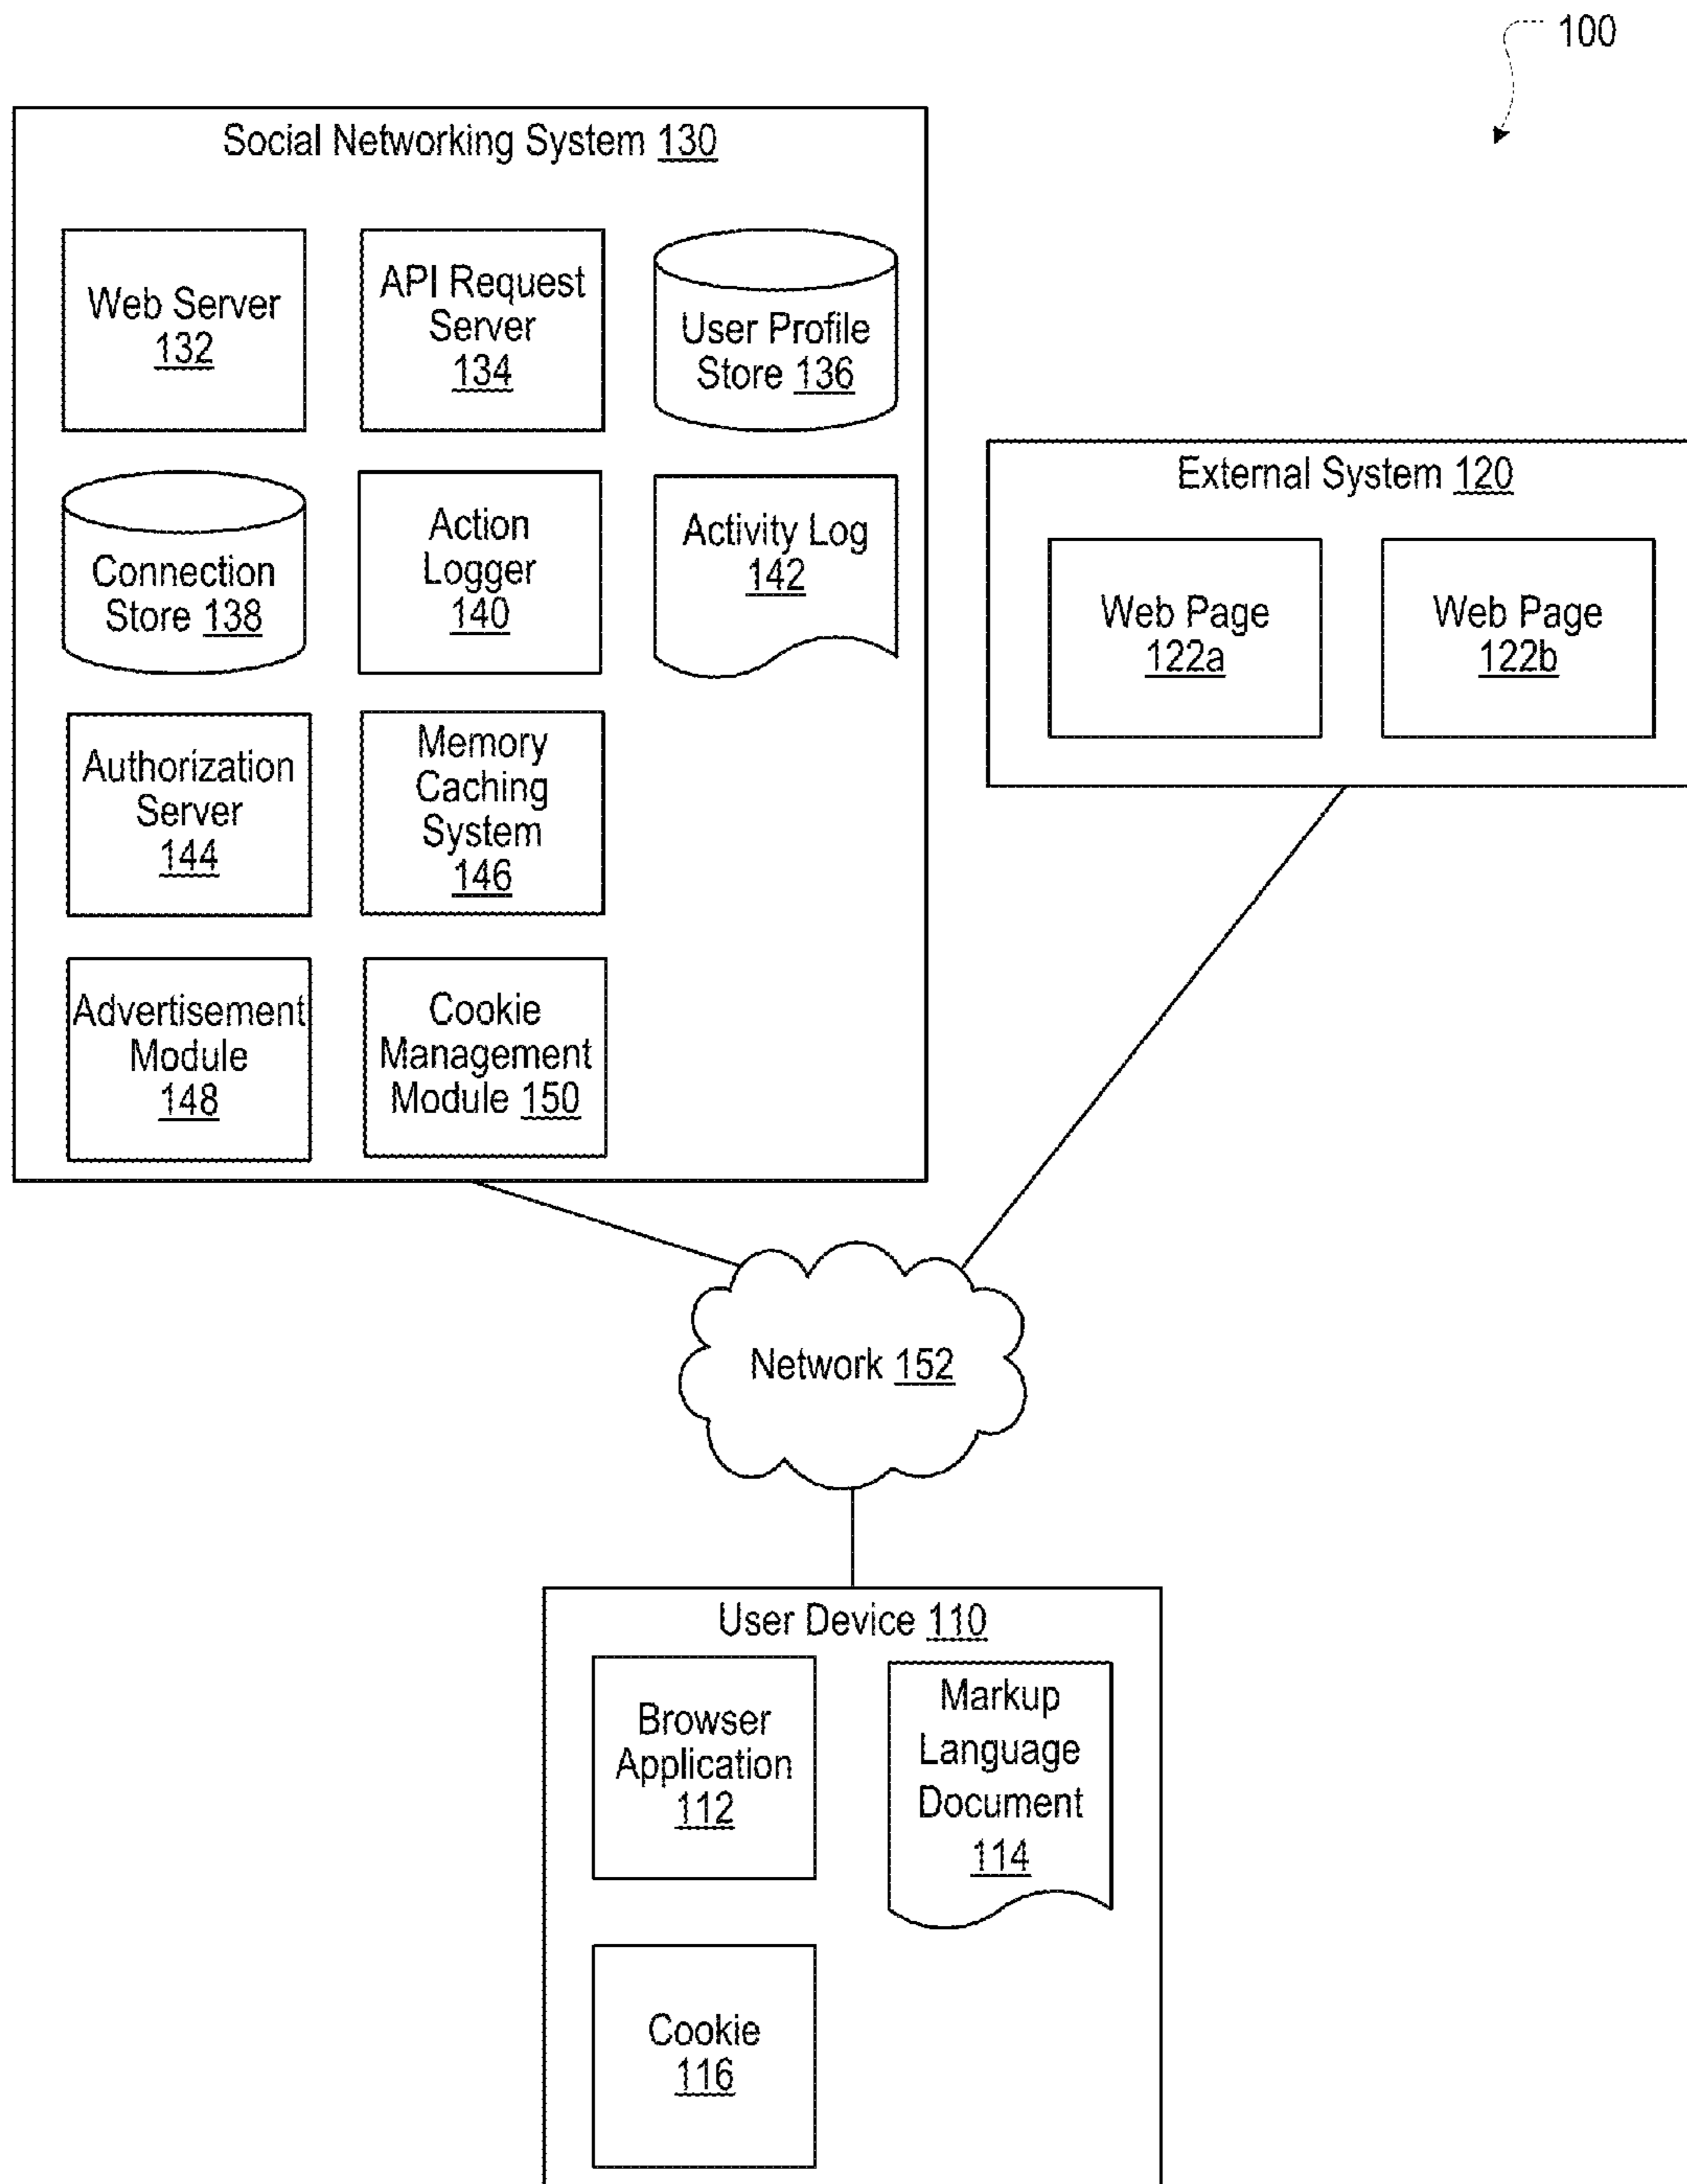 100
Social Networking System 130
Web Server
132
API Request
Server
134
User Profile
Store 136
Connection
Store 138
Action
Logger
140
Activity Log
142
Authorization
Server
144
Memory
Caching
System
146
Advertisement
Module
148
Cookie
Management
Module 150
External System 120
Web Page
122a
Web Page
122b
Network 152
User Device 110
Browser
Application
112
Markup
Language
Document
114
Cookie
116